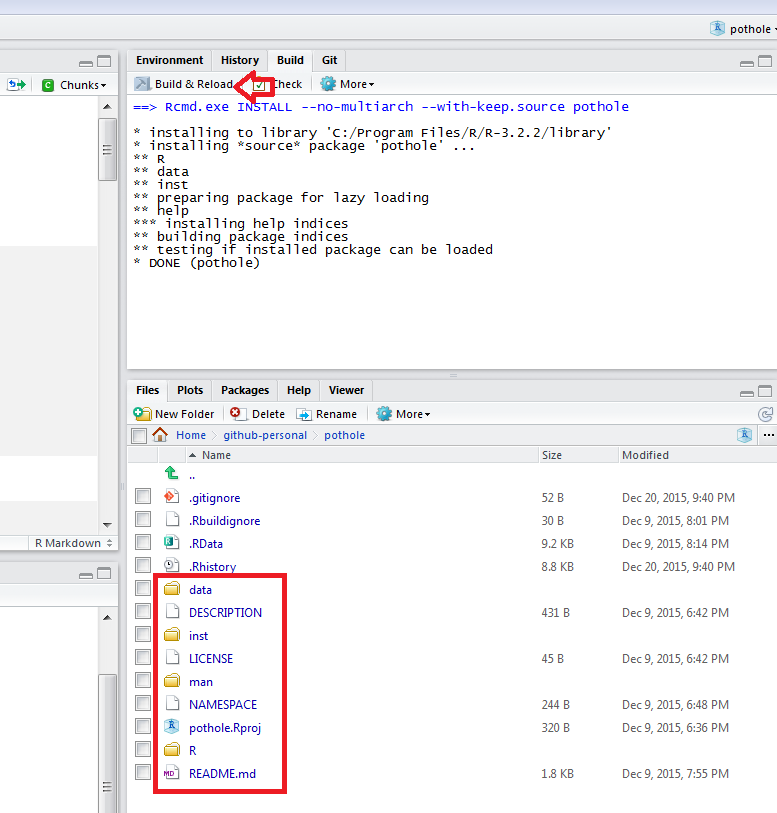 pothole
Environment History Build Git
Chunks
Build & Reload Check More
==> Rcmd.exe INSTALL --no-multiarch --with-keep.source pothole
* installing to library 'C:/Program Files/R/R-3.2.2/library'
* installing *source* package 'pothole' ...
** R
** data
** inst
** preparing package for lazy loading
** help
*** installing help indices
** building package indices
** testing if installed package can be loaded
* DONE (pothole)
R Markdown
Files Plots Packages Help Viewer
New Folder Delete Rename More
Home github-personal pothole ...
Name Size Modified
..
.gitignore 52 B Dec 20, 2015, 9:40 PM
.Rbuildignore 30 B Dec 9, 2015, 8:01 PM
.RData 9.2 KB Dec 9, 2015, 8:14 PM
.Rhistory 8.8 KB Dec 20, 2015, 9:40 PM
data
DESCRIPTION 431 B Dec 9, 2015, 6:42 PM
inst
LICENSE 45 B Dec 9, 2015, 6:42 PM
man
NAMESPACE 244 B Dec 9, 2015, 6:48 PM
pothole.Rproj 320 B Dec 9, 2015, 6:36 PM
R
README.md 1.8 KB Dec 9, 2015, 7:55 PM